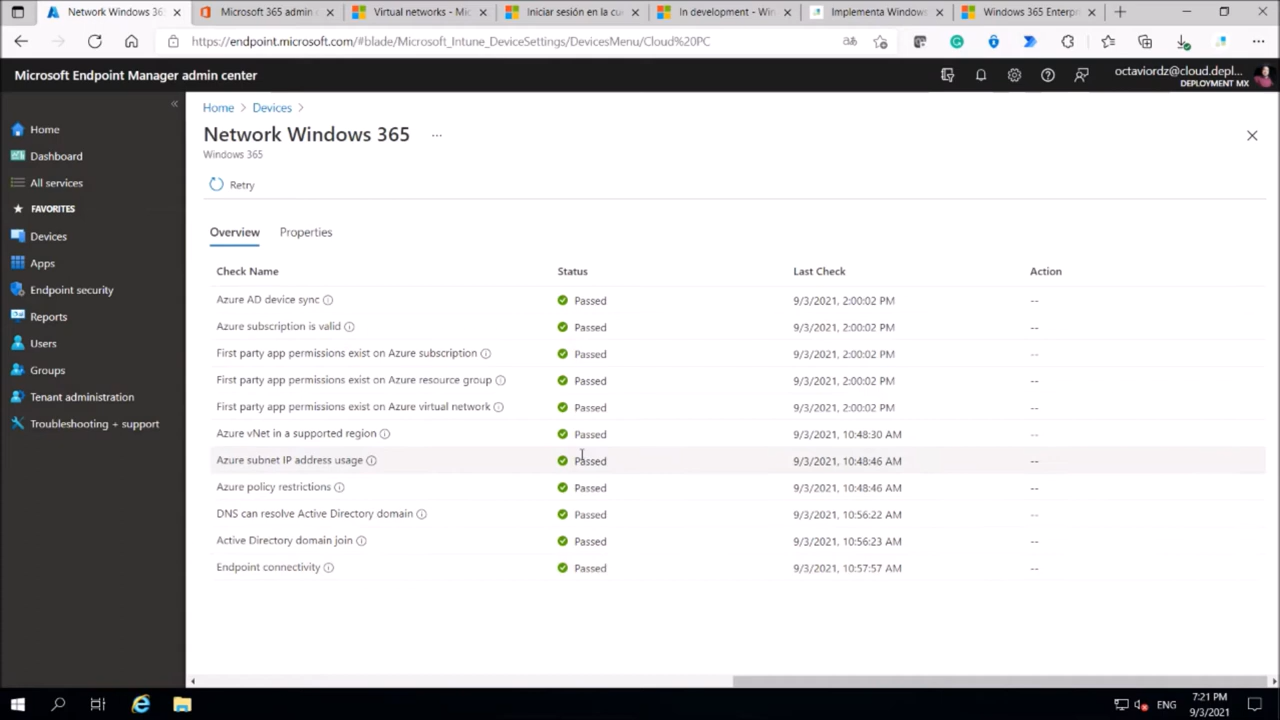 Network Windows 365
Microsoft 365 admin c
Virtual networks - Mic
Iniciar sesión en la cue
In development - Win
Implementa Windows
Windows 365 Enterp
https://endpoint.microsoft.com/#blade/Microsoft_Intune_DeviceSettings/DevicesMenu/Cloud%20PC
Microsoft Endpoint Manager admin center
octaviordz@cloud.depl...
DEPLOYMENT MX
Home
Dashboard
All services
FAVORITES
Devices
Apps
Endpoint security
Reports
Users
Groups
Tenant administration
Troubleshooting + support
Home > Devices >
Network Windows 365 ...
Windows 365
Retry
Overview Properties
Check Name Status Last Check Action
Azure AD device sync Passed 9/3/2021, 2:00:02 PM --
Azure subscription is valid Passed 9/3/2021, 2:00:02 PM --
First party app permissions exist on Azure subscription Passed 9/3/2021, 2:00:02 PM --
First party app permissions exist on Azure resource group Passed 9/3/2021, 2:00:02 PM --
First party app permissions exist on Azure virtual network Passed 9/3/2021, 2:00:02 PM --
Azure vNet in a supported region Passed 9/3/2021, 10:48:30 AM --
Azure subnet IP address usage Passed 9/3/2021, 10:48:46 AM --
Azure policy restrictions Passed 9/3/2021, 10:48:46 AM --
DNS can resolve Active Directory domain Passed 9/3/2021, 10:56:22 AM --
Active Directory domain join Passed 9/3/2021, 10:56:23 AM --
Endpoint connectivity Passed 9/3/2021, 10:57:57 AM --
ENG
7:21 PM
9/3/2021